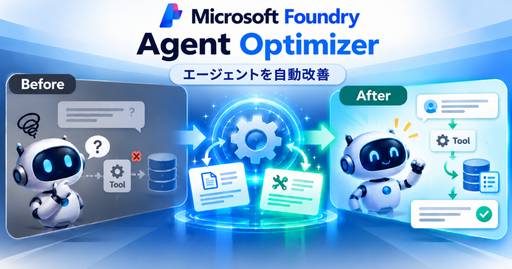 Microsoft Foundry
Agent Optimizer
エージェントを自動改善
Before
?
?
Tool
After
Tool